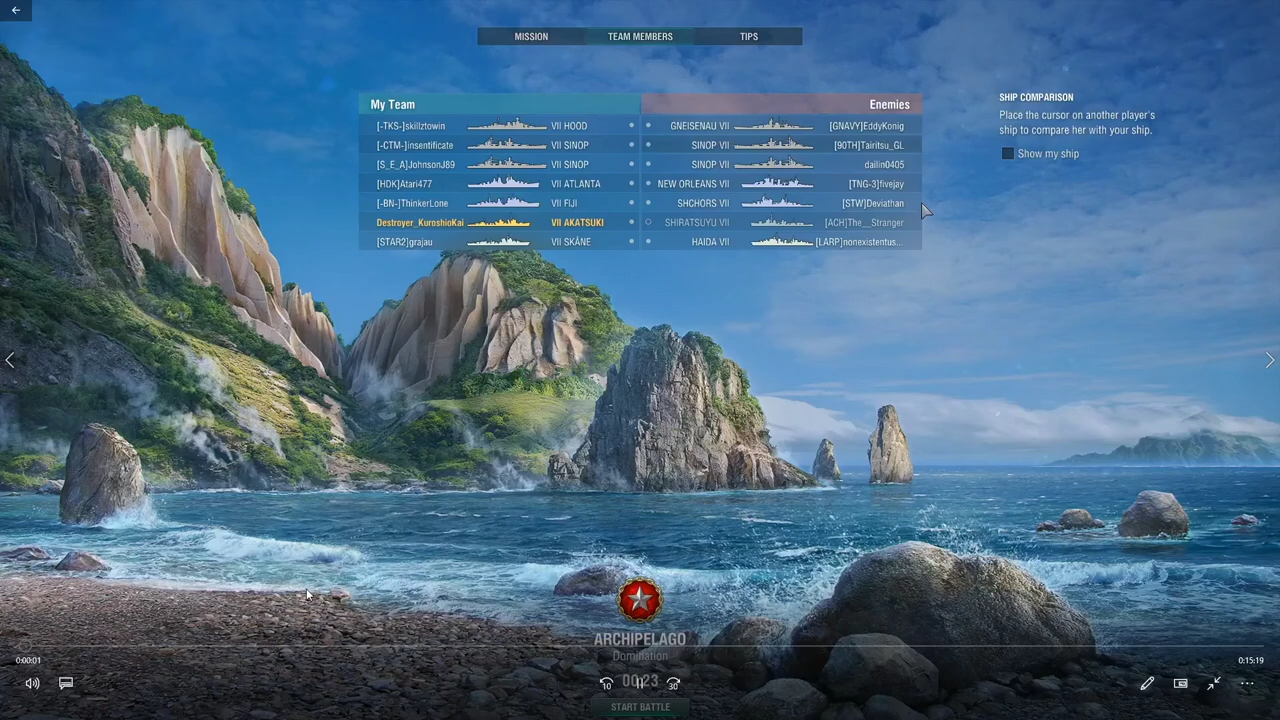 MISSION TEAM MEMBERS TIPS
My Team Enemies
[-TKS-]skillztowin VII HOOD GNEISENAU VII [GNAVY]EddyKonig
[-CTM-]insentificate VII SINOP SINOP VII [90TH]Tairitsu_GL
[S_E_A]JohnsonJ89 VII SINOP SINOP VII dailin0405
[HDK]Atari477 VII ATLANTA NEW ORLEANS VII [TNG-3]fivejay
[-BN-]ThinkerLone VII FIJI SHCHORS VII [STW]Deviathan
Destroyer_KuroshioKai VII AKATSUKI SHIRATSUYU VII [ACH]The__Stranger
[STAR2]grajau VII SKÅNE HAIDA VII [LARP]nonexistentus...
SHIP COMPARISON
Place the cursor on another player's
ship to compare her with your ship.
Show my ship
ARCHIPELAGO
Domination
0:00:01 0:15:19
10 00:23 30
START BATTLE